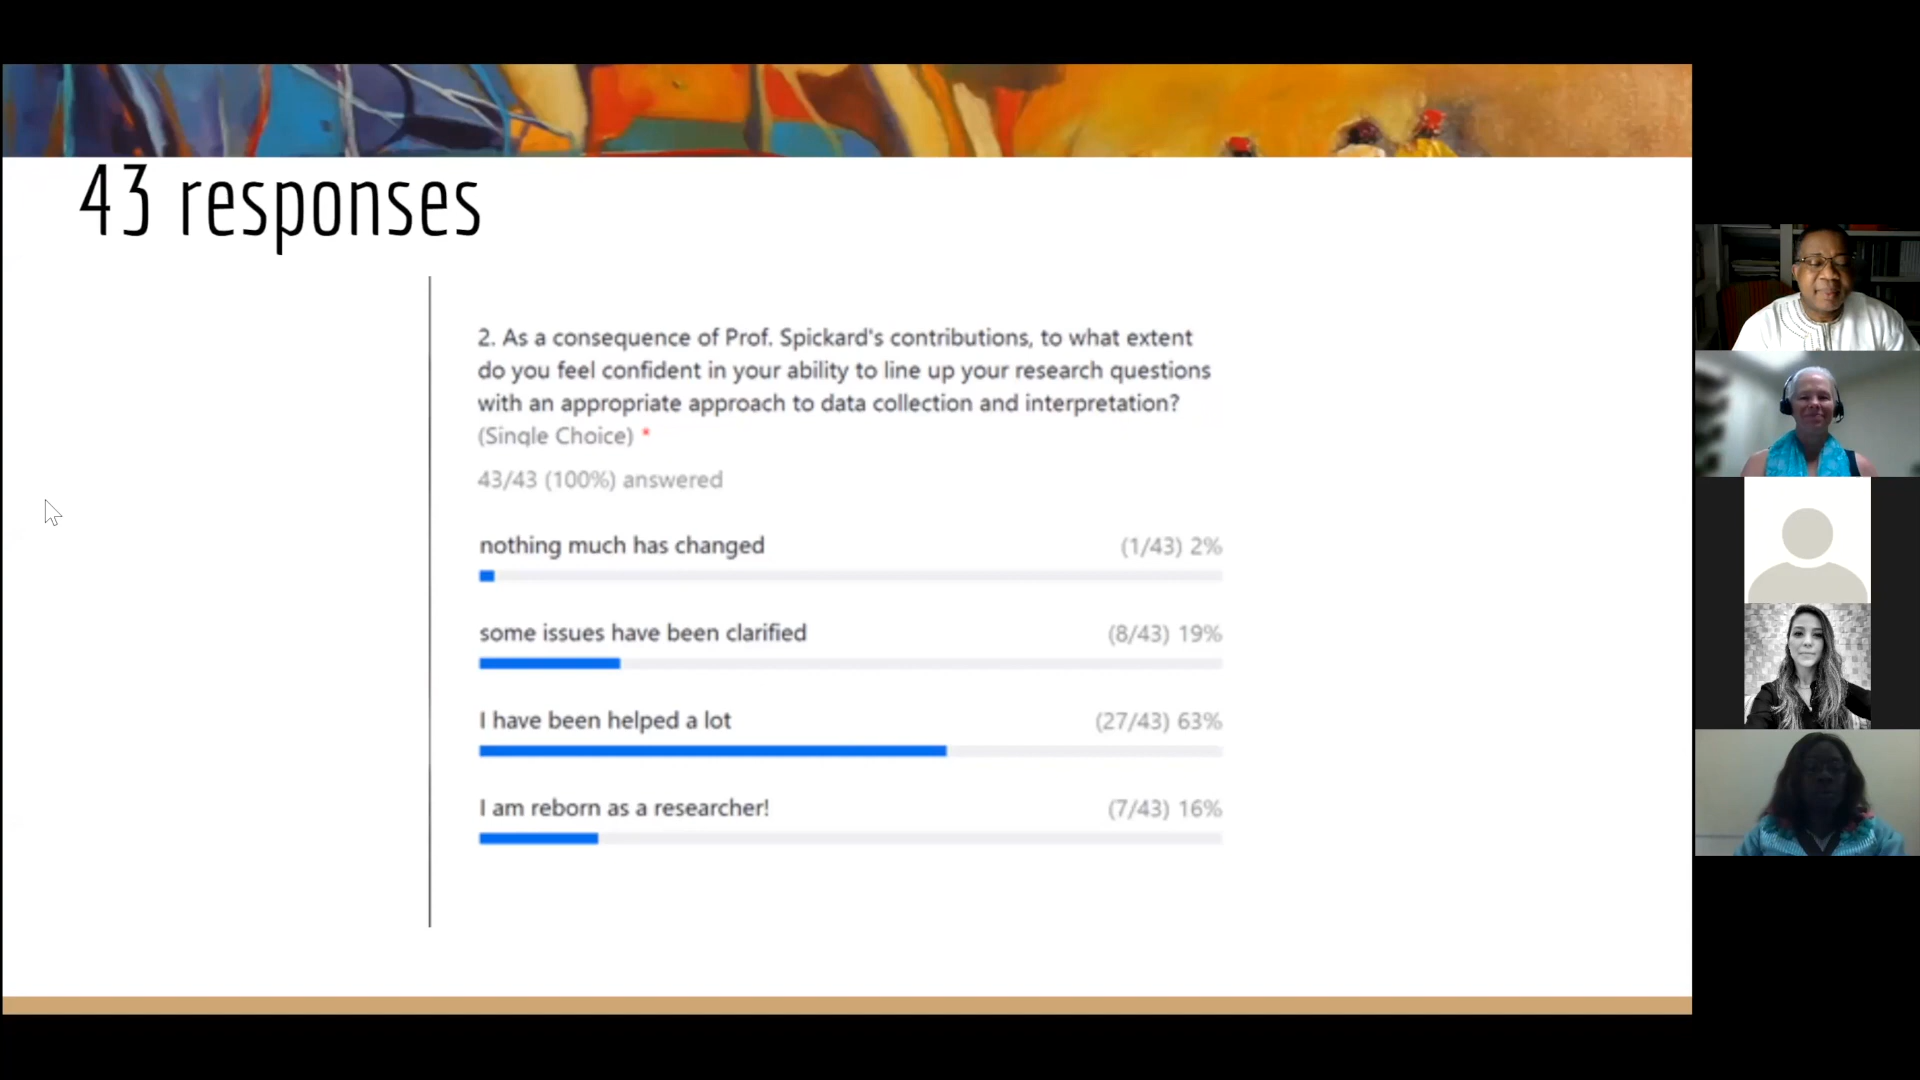 43 responses
2. As a consequence of Prof. Spickard's contributions, to what extent
do you feel confident in your ability to line up your research questions
with an appropriate approach to data collection and interpretation?
(Single Choice) *
43/43 (100%) answered
nothing much has changed (1/43) 2%
some issues have been clarified (8/43) 19%
I have been helped a lot (27/43) 63%
I am reborn as a researcher! (7/43) 16%